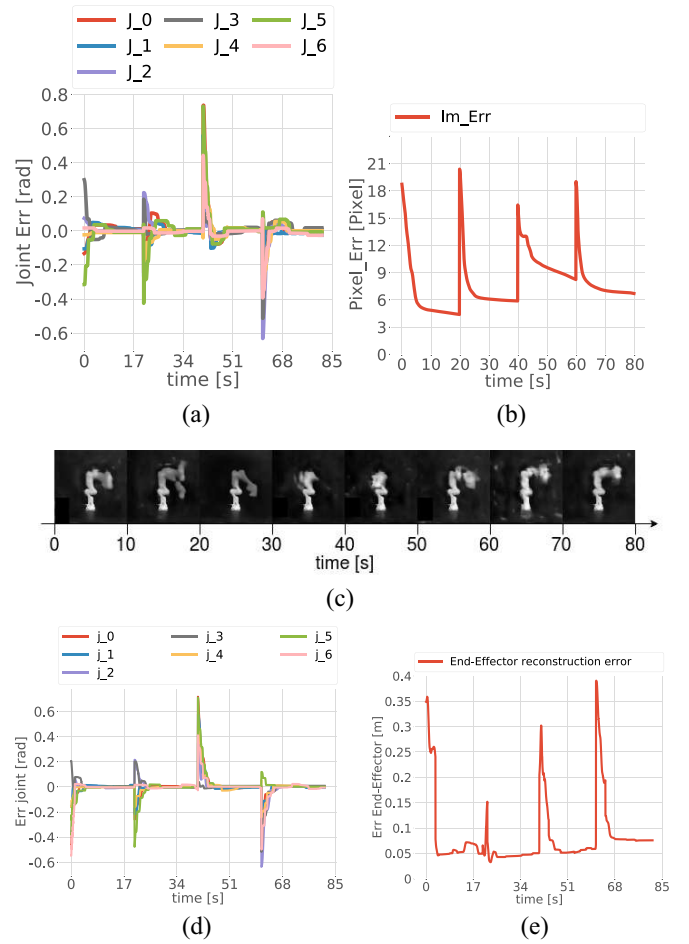 J_0 J_3 J_5
J_1 J_4 J_6
J_2
0.8
0.6
0.4
0.2
0.0
-0.2
-0.4
-0.6
Joint Err [rad]
0 17 34 51 68 85
time [s]
(a)
Im_Err
21
18
15
12
9
6
3
0
Pixel_Err [Pixel]
0 10 20 30 40 50 60 70 80
time [s]
(b)
0 10 20 30 40 50 60 70 80
time [s]
(c)
j_0 j_3 j_5
j_1 j_4 j_6
j_2
0.6
0.4
0.2
0.0
-0.2
-0.4
-0.6
Err joint [rad]
0 17 34 51 68 85
time [s]
(d)
End-Effector reconstruction error
0.4
0.35
0.3
0.25
0.2
0.15
0.1
0.05
0
Err End-Effector [m]
0 17 34 51 68 85
time [s]
(e)